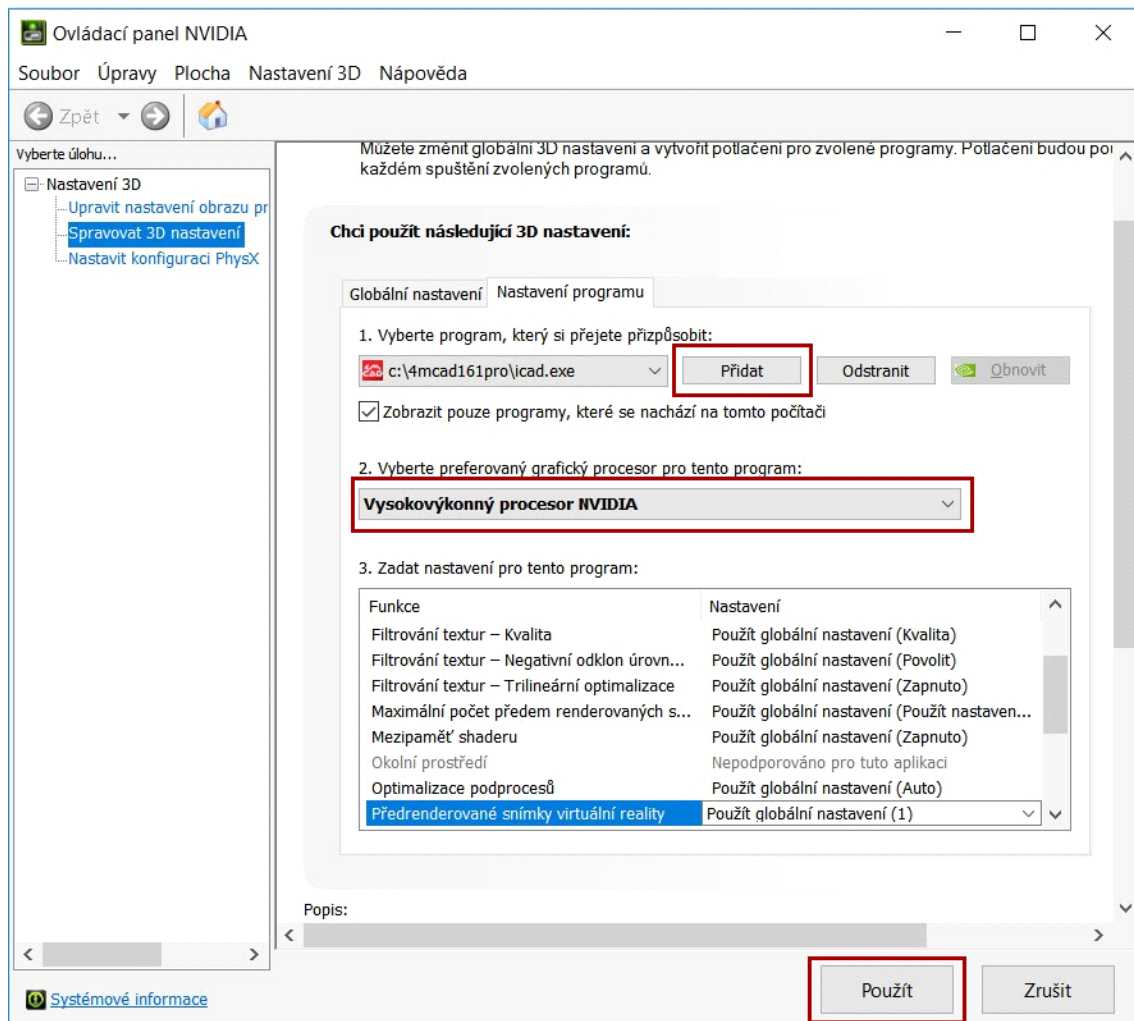 Ovládací panel NVIDIA
Soubor Úpravy Plocha Nastavení 3D Nápověda
Zpět
Vyberte úlohu...
Nastavení 3D
Upravit nastavení obrazu pr
Spravovat 3D nastavení
Nastavit konfiguraci PhysX
Můžete změnit globální 3D nastavení a vytvořit potlačení pro zvolené programy. Potlačení budou pou
každém spuštění zvolených programů.
Chci použít následující 3D nastavení:
Globální nastavení Nastavení programu
1. Vyberte program, který si přejete přizpůsobit:
c:\4mcad161pro\icad.exe Přidat Odstranit Obnovit
Zobrazit pouze programy, které se nachází na tomto počítači
2. Vyberte preferovaný grafický procesor pro tento program:
Vysokovýkonný procesor NVIDIA
3. Zadat nastavení pro tento program:
Funkce Nastavení
Filtrování textur – Kvalita Použít globální nastavení (Kvalita)
Filtrování textur – Negativní odklon úrovn... Použít globální nastavení (Povolit)
Filtrování textur – Trilineární optimalizace Použít globální nastavení (Zapnuto)
Maximální počet předem renderovaných s... Použít globální nastavení (Použít nastaven...
Mezipaměť shaderu Použít globální nastavení (Zapnuto)
Okolní prostředí Nepodporováno pro tuto aplikaci
Optimalizace podprocesů Použít globální nastavení (Auto)
Předrenderované snímky virtuální reality Použít globální nastavení (1)
Popis:
Systémové informace
Použít Zrušit